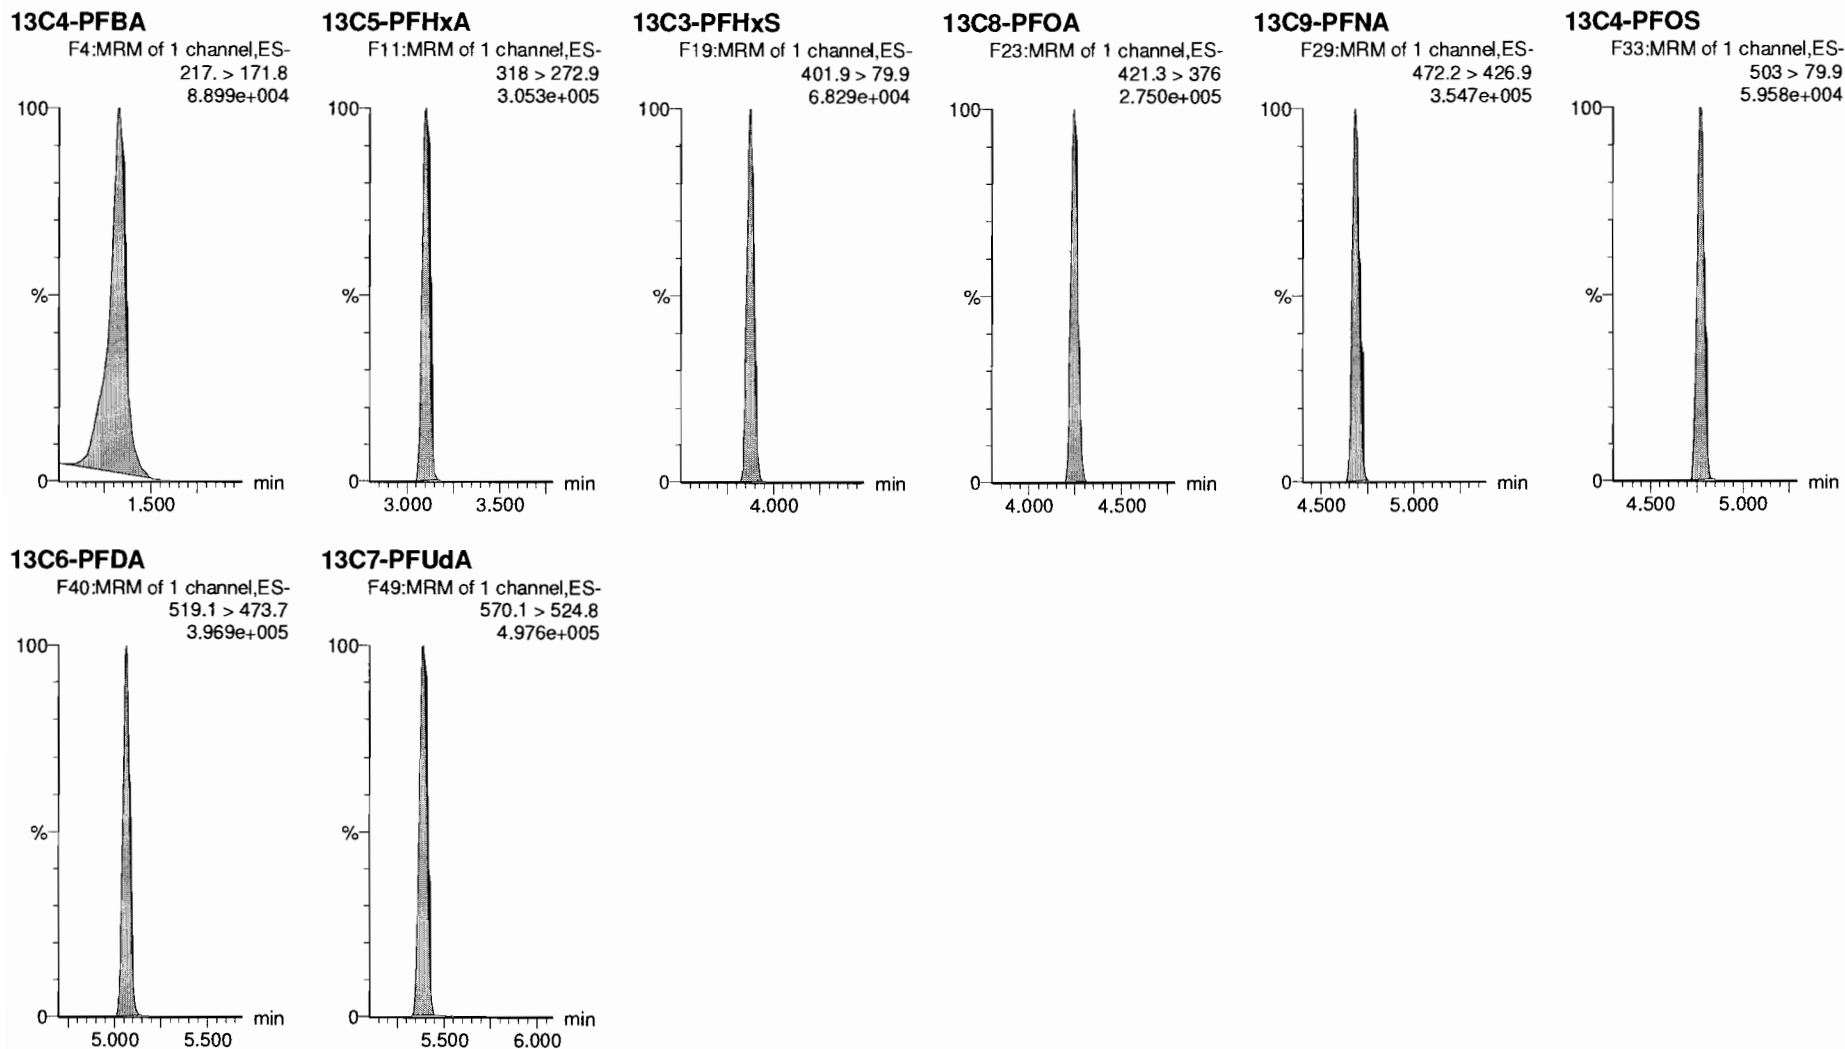 13C4-PFBA
F4:MRM of 1 channel,ES-
217. > 171.8
8.899e+004
100
%
0
min
1.500
13C5-PFHxA
F11:MRM of 1 channel,ES-
318 > 272.9
3.053e+005
100
%
0
min
3.000 3.500
13C3-PFHxS
F19:MRM of 1 channel,ES-
401.9 > 79.9
6.829e+004
100
%
0
min
4.000
13C8-PFOA
F23:MRM of 1 channel,ES-
421.3 > 376
2.750e+005
100
%
0
min
4.000 4.500
13C9-PFNA
F29:MRM of 1 channel,ES-
472.2 > 426.9
3.547e+005
100
%
0
min
4.500 5.000
13C4-PFOS
F33:MRM of 1 channel,ES-
503 > 79.9
5.958e+004
100
%
0
min
4.500 5.000
13C6-PFDA
F40:MRM of 1 channel,ES-
519.1 > 473.7
3.969e+005
100
%
0
min
5.000 5.500
13C7-PFUdA
F49:MRM of 1 channel,ES-
570.1 > 524.8
4.976e+005
100
%
0
min
5.500 6.000